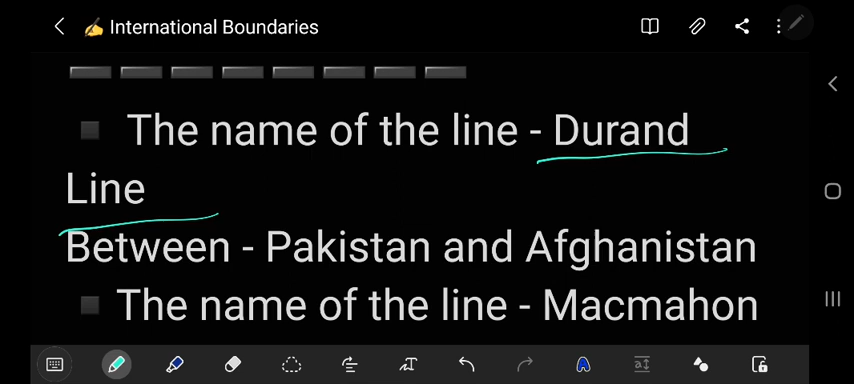 ✍️ International Boundaries
The name of the line - Durand
Line
Between - Pakistan and Afghanistan
The name of the line - Macmahon